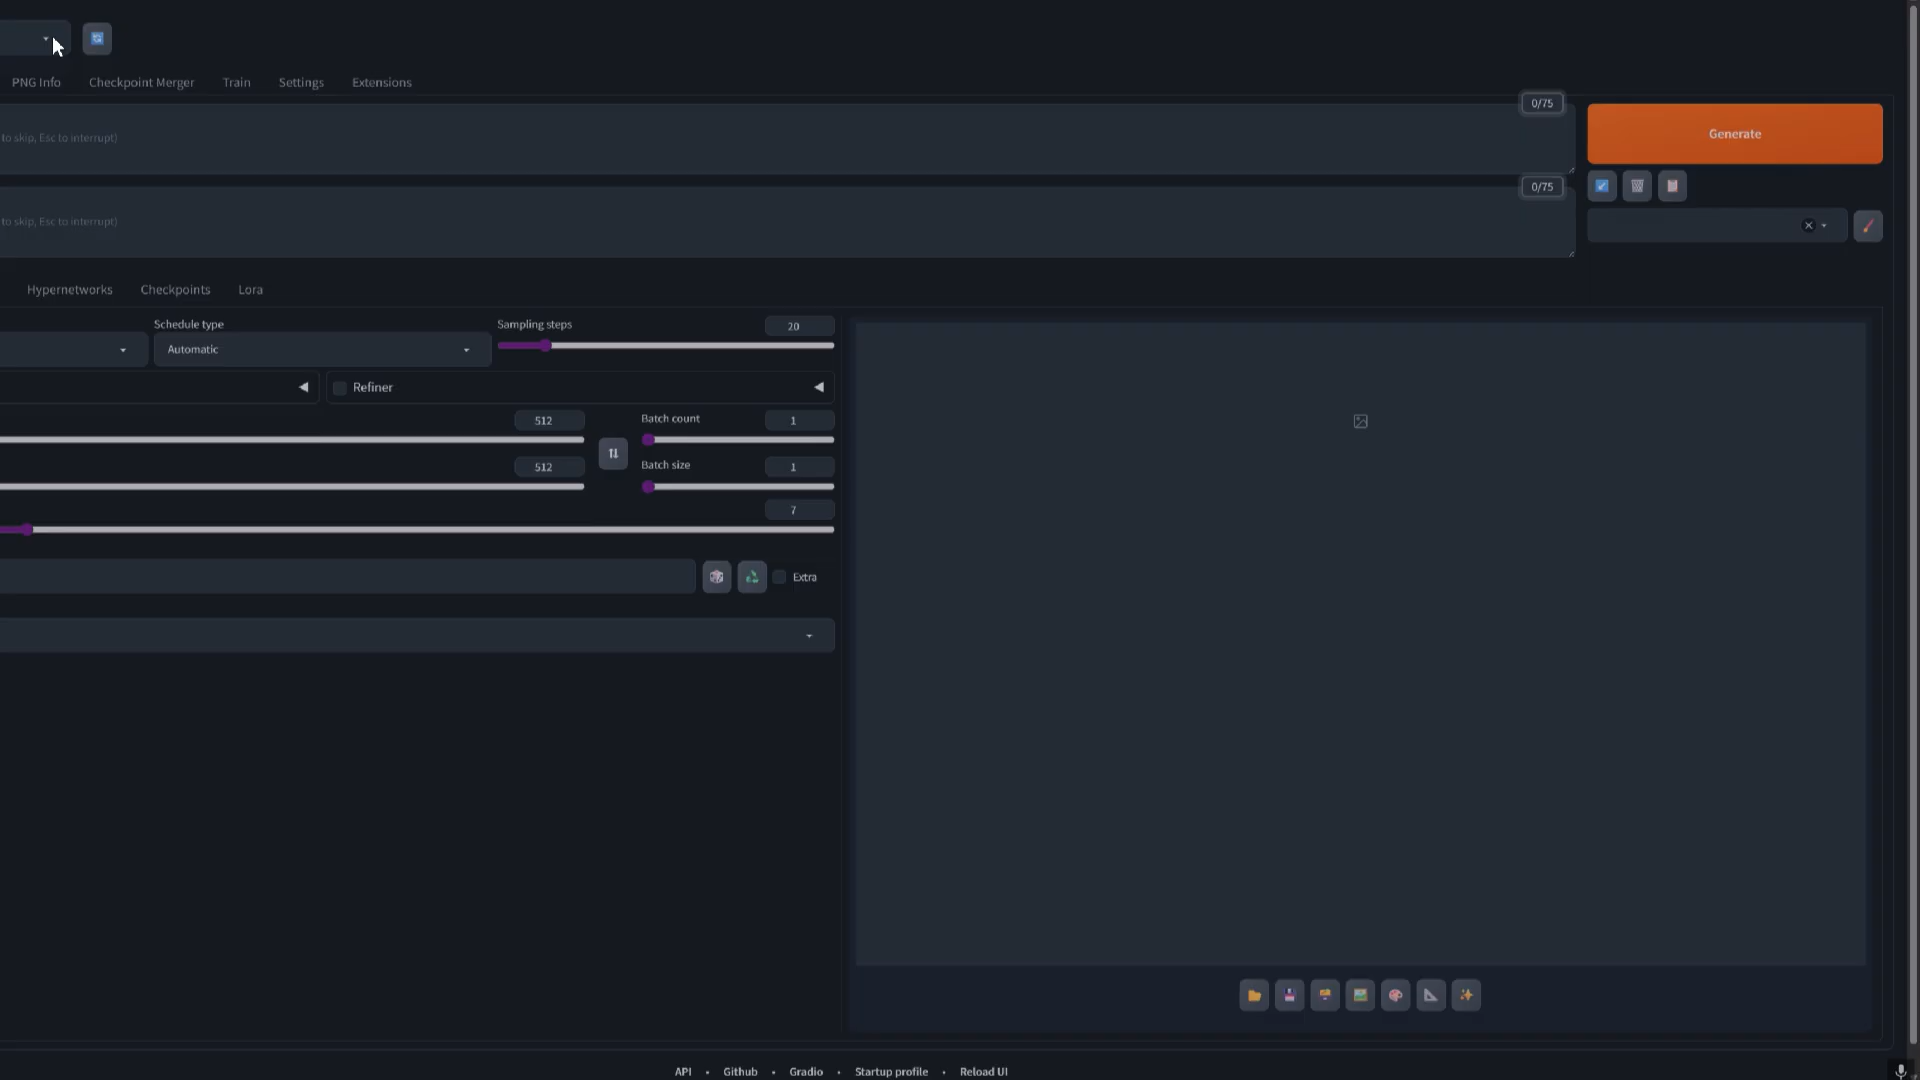 PNG Info Checkpoint Merger Train Settings Extensions
0/75
to skip, Esc to interrupt)
Generate
0/75
to skip, Esc to interrupt)
Hypernetworks Checkpoints Lora
Schedule type
Sampling steps
20
Automatic
Refiner
512
Batch count
1
512
Batch size
1
7
Extra
API • Github • Gradio • Startup profile • Reload UI